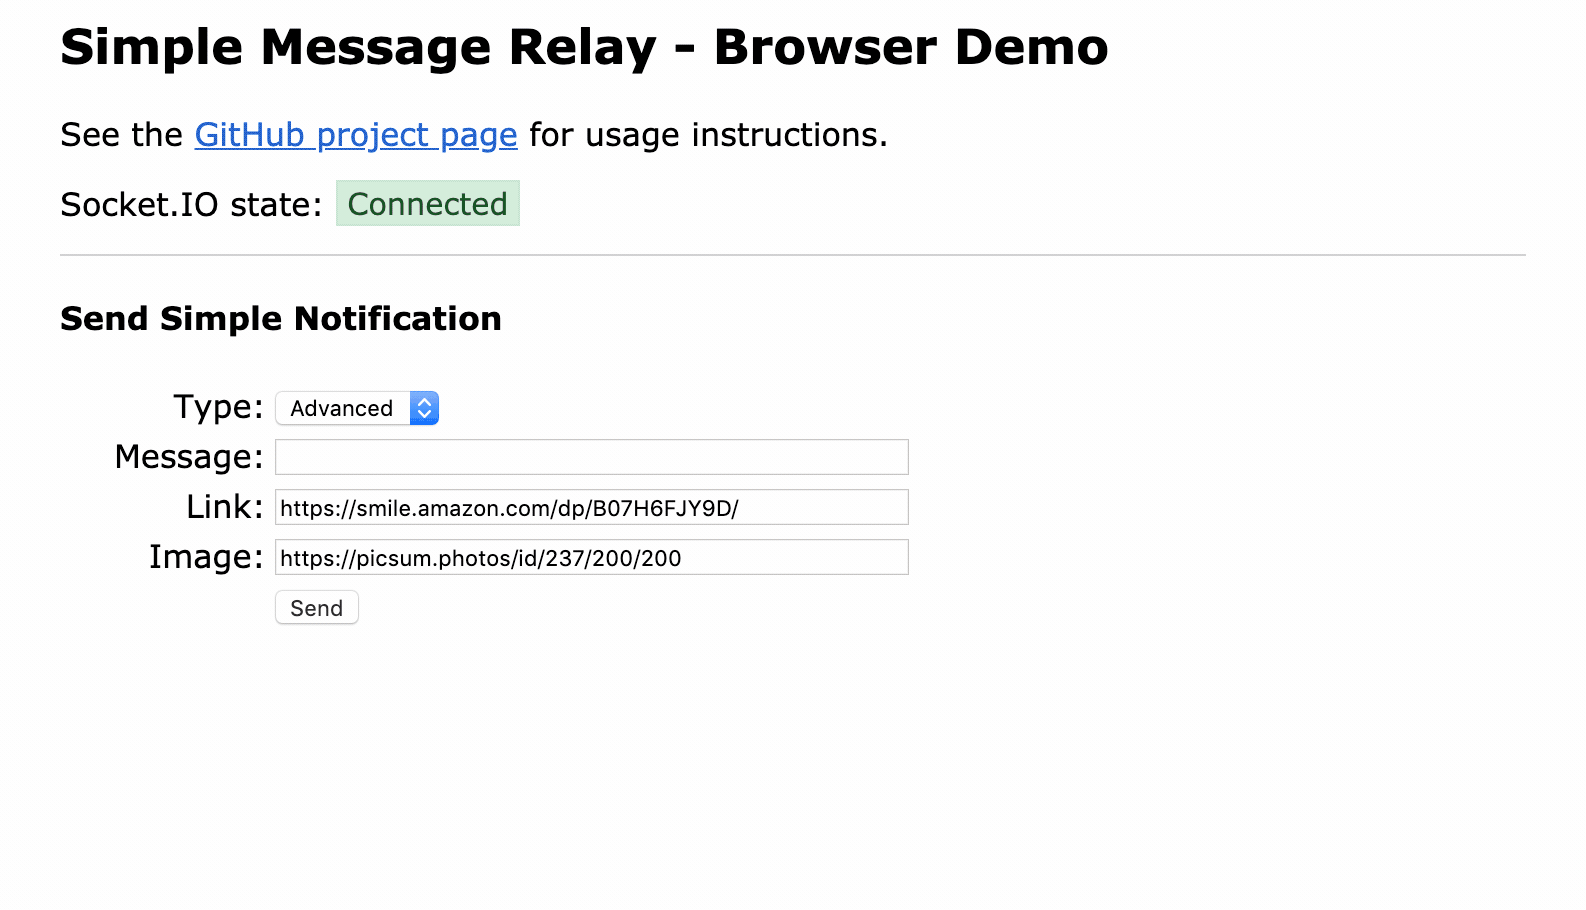 Simple Message Relay - Browser Demo
See the GitHub project page for usage instructions.
Socket.IO state: Connected
Send Simple Notification
Type: Advanced
Message:
Link: https://smile.amazon.com/dp/B07H6FJY9D/
Image: https://picsum.photos/id/237/200/200
Send